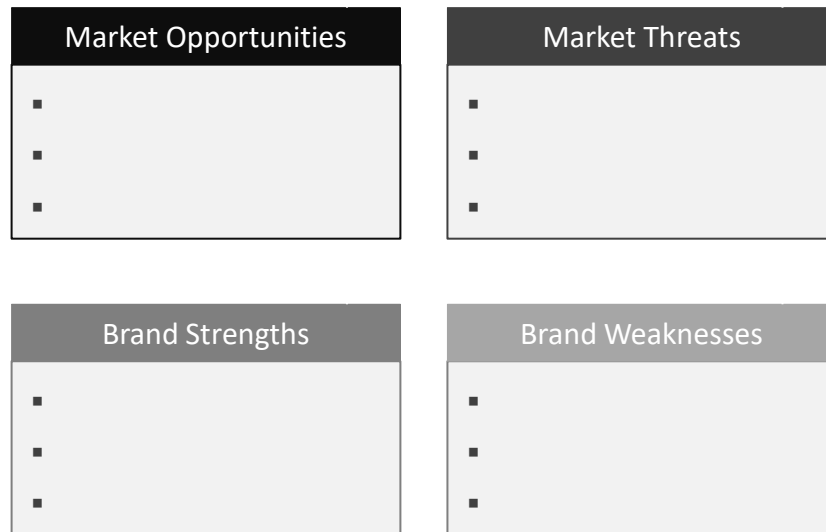 Market Opportunities
Market Threats
Brand Strengths
Brand Weaknesses